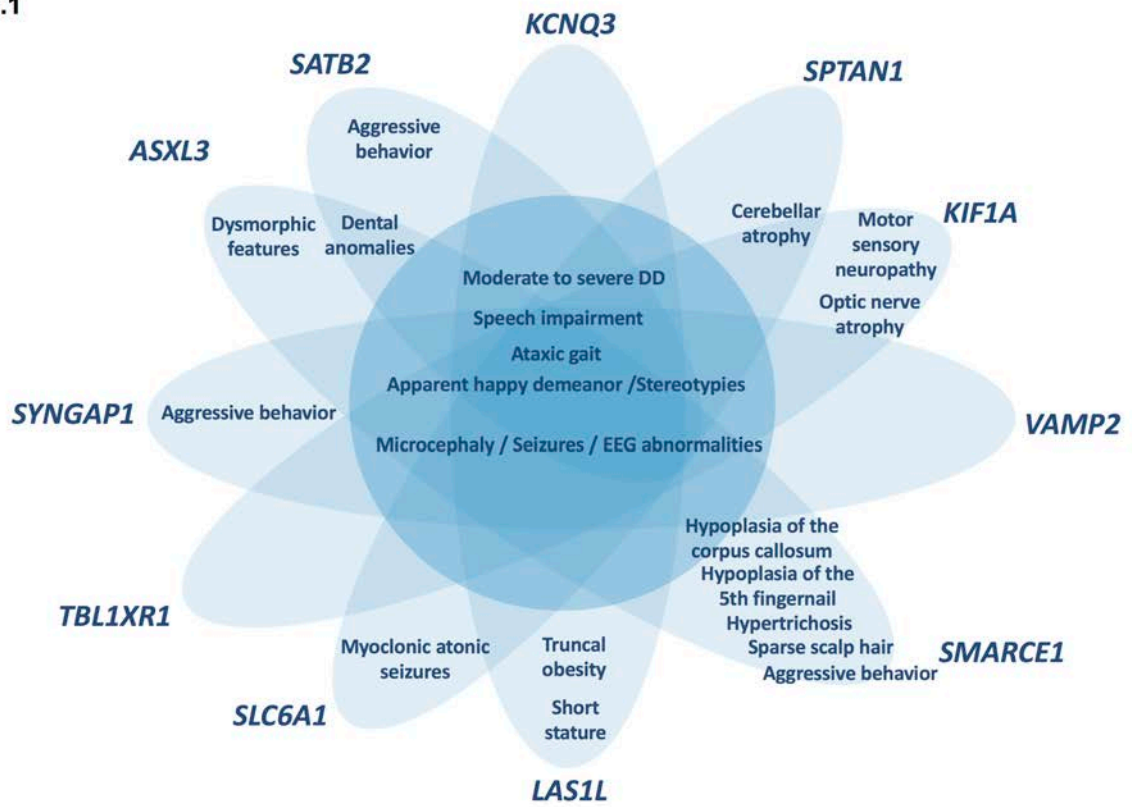 .1
KCNQ3
SATB2
SPTAN1
ASXL3
Aggressive
behavior
KIF1A
Dysmorphic
features
Dental
anomalies
Cerebellar
atrophy
Motor
sensory
neuropathy
Optic nerve
atrophy
Moderate to severe DD
Speech impairment
Ataxic gait
Apparent happy demeanor /Stereotypies
Microcephaly / Seizures / EEG abnormalities
SYNGAP1
Aggressive behavior
VAMP2
Hypoplasia of the
corpus callosum
Hypoplasia of the
5th fingernail
Hypertrichosis
Sparse scalp hair
Aggressive behavior
SMARCE1
TBL1XR1
Myoclonic atonic
seizures
SLC6A1
Truncal
obesity
Short
stature
LAS1L